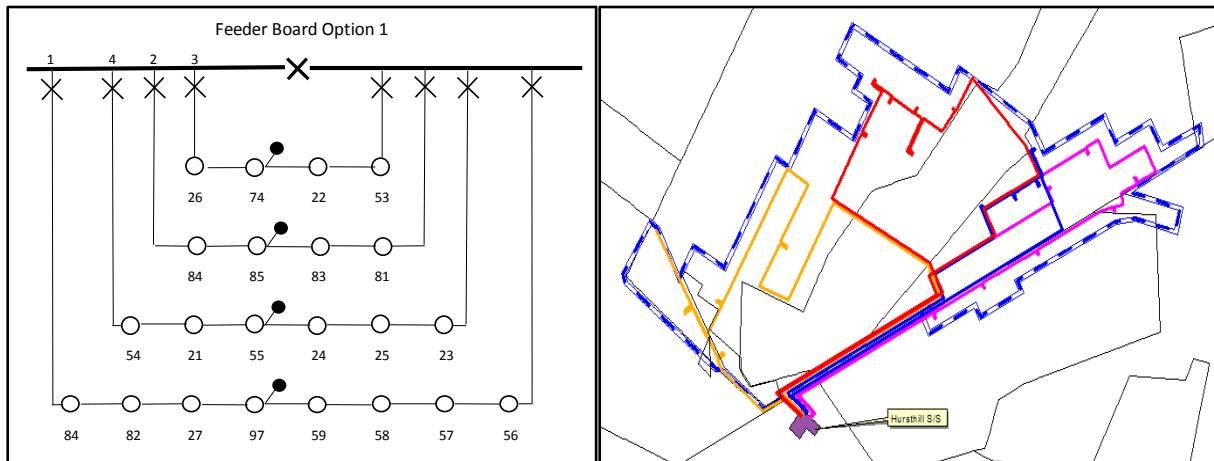 Feeder Board Option 1
1 4 2 3
26 74 22 53
84 85 83 81
54 21 55 24 25 23
84 82 27 97 59 58 57 56
Hursthill S/S